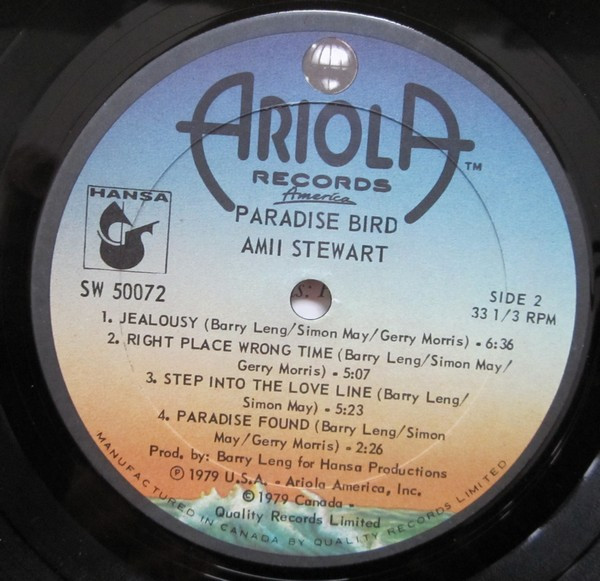 ARIOLA TM
RECORDS
America
HANSA
PARADISE BIRD
AMII STEWART
SW 50072
S: 1
SIDE 2
33 1/3 RPM
1. JEALOUSY (Barry Leng/Simon May/Gerry Morris) - 6:36
2. RIGHT PLACE WRONG TIME (Barry Leng/Simon May/
Gerry Morris) - 5:07
3. STEP INTO THE LOVE LINE (Barry Leng/
Simon May) - 5:23
4. PARADISE FOUND (Barry Leng/Simon
May/Gerry Morris) - 2:26
Prod. by: Barry Leng for Hansa Productions
℗ 1979 U.S.A. - Ariola America, Inc.
© 1979 Canada -
Quality Records Limited
MANUFACTURED IN CANADA BY QUALITY RECORDS LIMITED